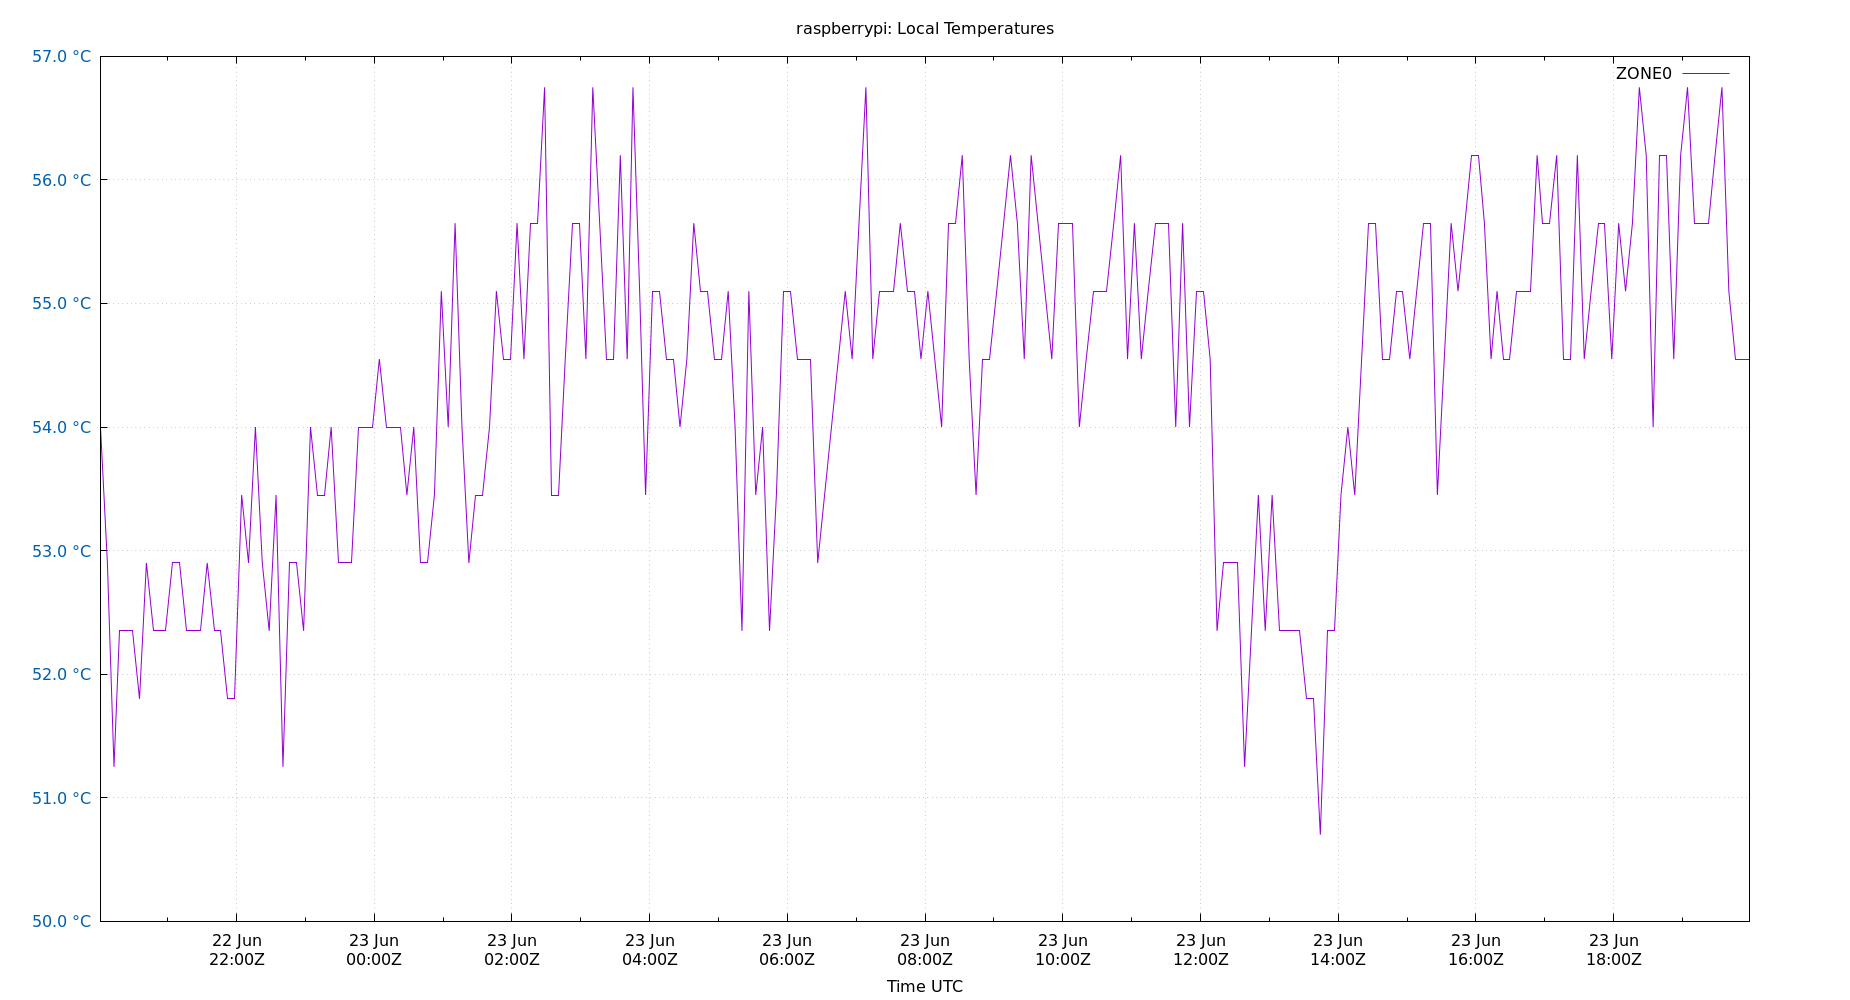 raspberrypi: Local Temperatures
57.0 °C
ZONE0
56.0 °C
55.0 °C
54.0 °C
53.0 °C
52.0 °C
51.0 °C
50.0 °C
22 Jun 23 Jun 23 Jun 23 Jun 23 Jun 23 Jun 23 Jun 23 Jun 23 Jun 23 Jun 23 Jun
22:00Z 00:00Z 02:00Z 04:00Z 06:00Z 08:00Z 10:00Z 12:00Z 14:00Z 16:00Z 18:00Z
Time UTC